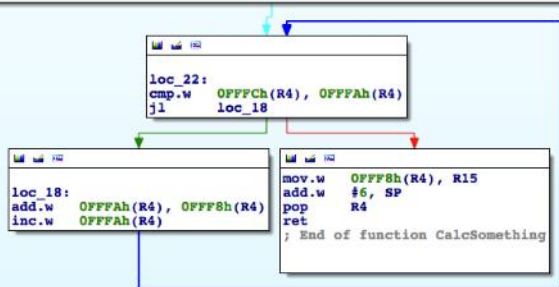 loc_22:
cmp.w 0FFFCh(R4), 0FFFAh(R4)
jl loc_18
loc_18:
add.w 0FFFAh(R4), 0FFF8h(R4)
inc.w 0FFFAh(R4)
mov.w 0FFF8h(R4), R15
add.w #6, SP
pop R4
ret
; End of function CalcSomething